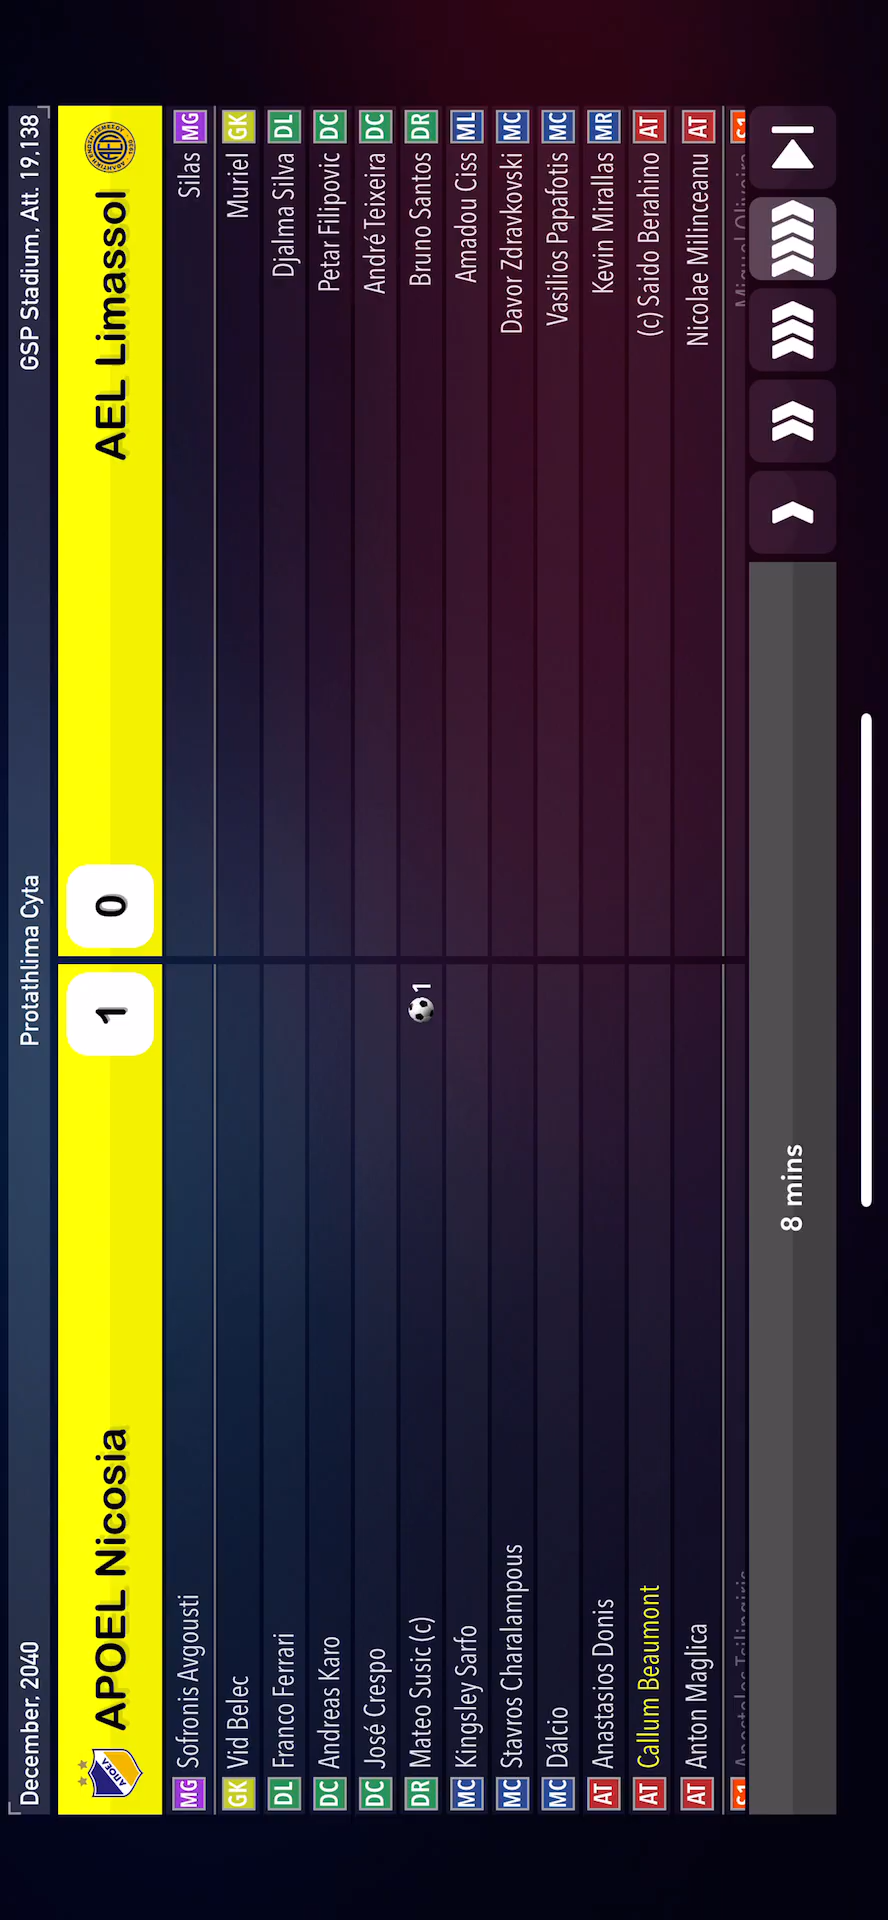 December, 2040 Protathlima Cyta GSP Stadium, Att. 19,138
APOEL Nicosia 1 0 AEL Limassol
MG Sofronis Avgousti Silas MG
GK Vid Belec Muriel GK
DL Franco Ferrari Djalma Silva DL
DC Andreas Karo Petar Filipovic DC
DC José Crespo André Teixeira DC
DR Mateo Susic (c) 1 Bruno Santos DR
MC Kingsley Sarfo Amadou Ciss ML
MC Stavros Charalampous Davor Zdravkovski MC
MC Dálcio Vasilios Papafotis MC
AT Anastasios Donis Kevin Mirallas MR
AT Callum Beaumont (c) Saido Berahino AT
AT Anton Maglica Nicolae Milinceanu AT
8 mins